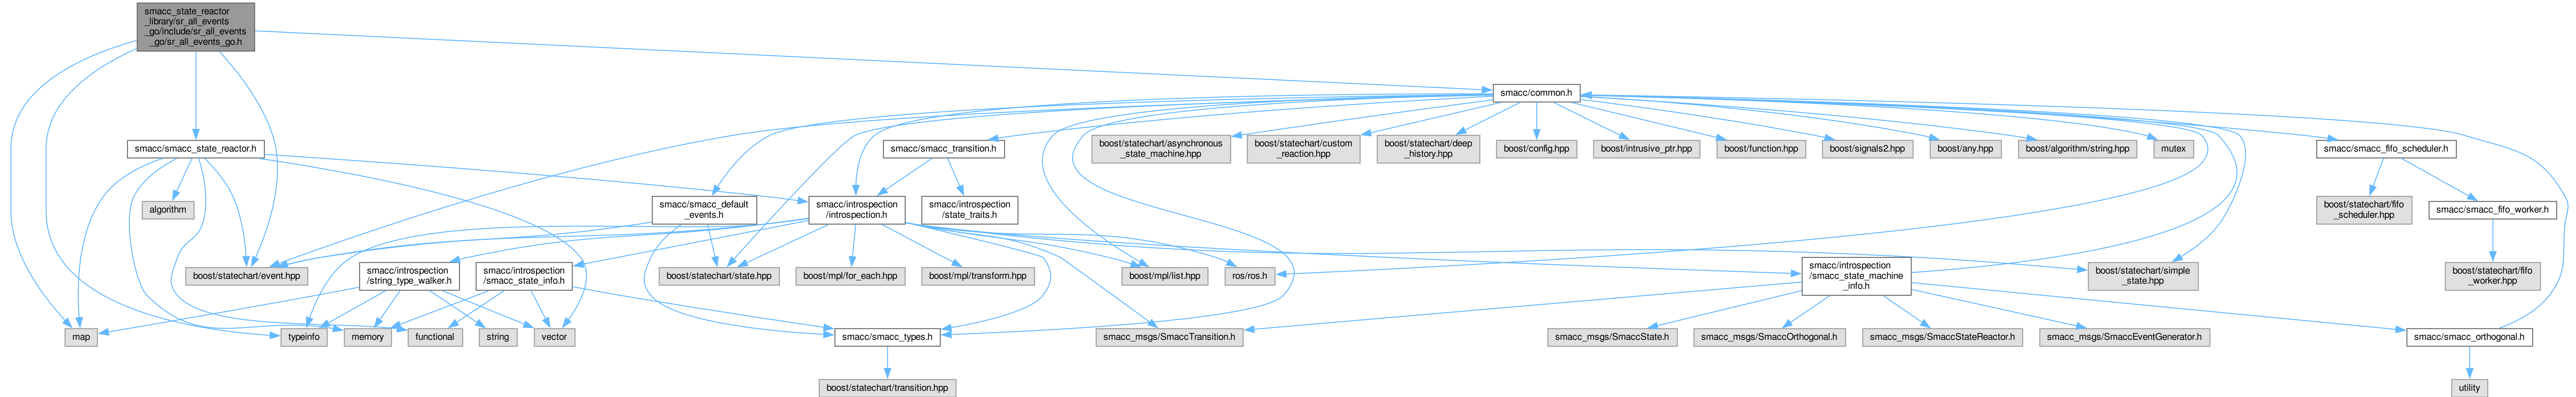 smacc_state_reactor
_library/sr_all_events
_go/include/sr_all_events
_go/sr_all_events_go.h
smacc/common.h
smacc/smacc_state_reactor.h
smacc/smacc_transition.h
boost/statechart/asynchronous
_state_machine.hpp
boost/statechart/custom
_reaction.hpp
boost/statechart/deep
_history.hpp
boost/config.hpp
boost/intrusive_ptr.hpp
boost/function.hpp
boost/signals2.hpp
boost/any.hpp
boost/algorithm/string.hpp
mutex
smacc/smacc_fifo_scheduler.h
algorithm
smacc/smacc_default
_events.h
smacc/introspection
/introspection.h
smacc/introspection
/state_traits.h
boost/statechart/fifo
_scheduler.hpp
smacc/smacc_fifo_worker.h
boost/statechart/event.hpp
smacc/introspection
/string_type_walker.h
smacc/introspection
/smacc_state_info.h
boost/statechart/state.hpp
boost/mpl/for_each.hpp
boost/mpl/transform.hpp
boost/mpl/list.hpp
ros/ros.h
smacc/introspection
/smacc_state_machine
_info.h
boost/statechart/simple
_state.hpp
boost/statechart/fifo
_worker.hpp
map
typeinfo
memory
functional
string
vector
smacc/smacc_types.h
smacc_msgs/SmaccTransition.h
smacc_msgs/SmaccState.h
smacc_msgs/SmaccOrthogonal.h
smacc_msgs/SmaccStateReactor.h
smacc_msgs/SmaccEventGenerator.h
smacc/smacc_orthogonal.h
boost/statechart/transition.hpp
utility